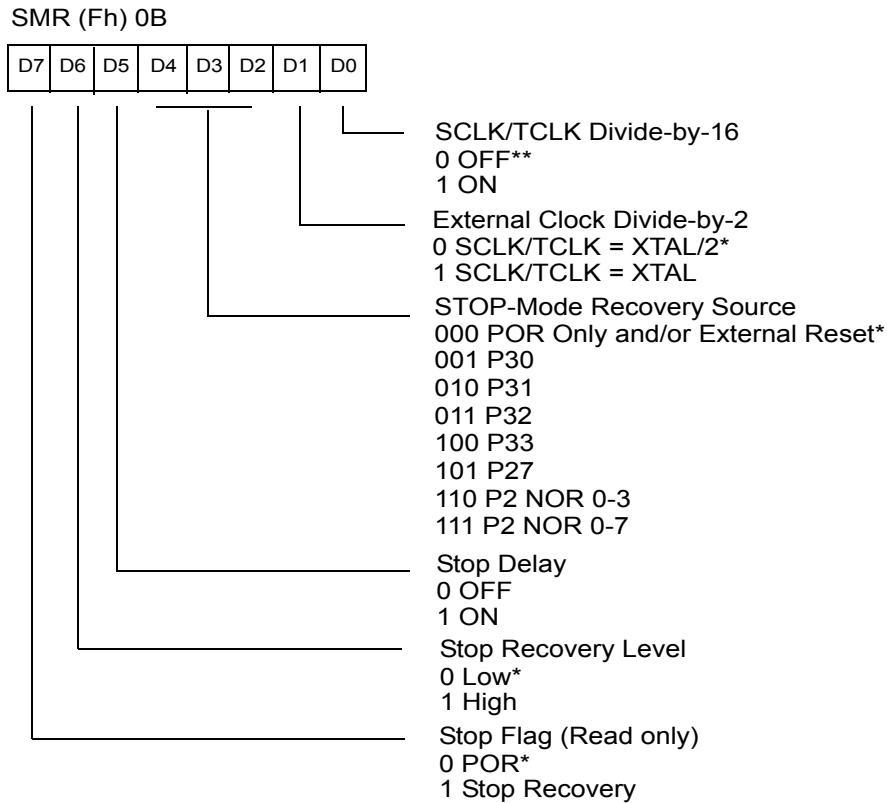 SMR (Fh) 0B
D7 D6 D5 D4 D3 D2 D1 D0
SCLK/TCLK Divide-by-16
0 OFF**
1 ON
External Clock Divide-by-2
0 SCLK/TCLK = XTAL/2*
1 SCLK/TCLK = XTAL
STOP-Mode Recovery Source
000 POR Only and/or External Reset*
001 P30
010 P31
011 P32
100 P33
101 P27
110 P2 NOR 0-3
111 P2 NOR 0-7
Stop Delay
0 OFF
1 ON
Stop Recovery Level
0 Low*
1 High
Stop Flag (Read only)
0 POR*
1 Stop Recovery